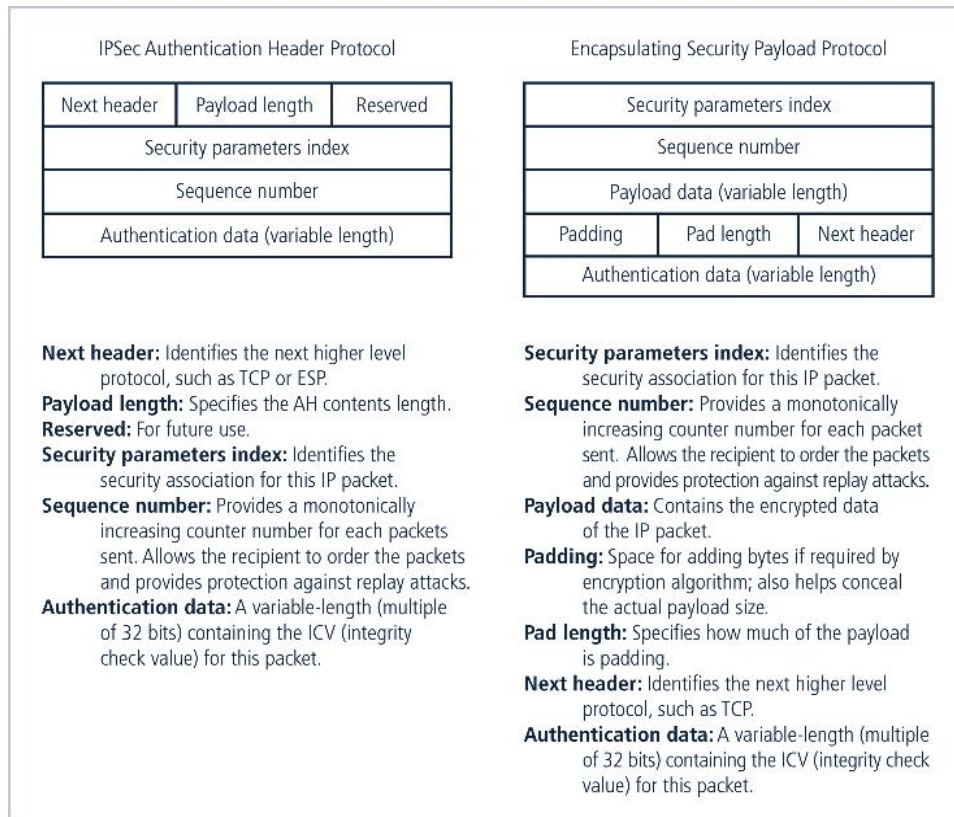 IPSec Authentication Header Protocol
Next header Payload length Reserved
Security parameters index
Sequence number
Authentication data (variable length)
Next header: Identifies the next higher level
protocol, such as TCP or ESP.
Payload length: Specifies the AH contents length.
Reserved: For future use.
Security parameters index: Identifies the
security association for this IP packet.
Sequence number: Provides a monotonically
increasing counter number for each packets
sent. Allows the recipient to order the packets
and provides protection against replay attacks.
Authentication data: A variable-length (multiple
of 32 bits) containing the ICV (integrity
check value) for this packet.
Encapsulating Security Payload Protocol
Security parameters index
Sequence number
Payload data (variable length)
Padding Pad length Next header
Authentication data (variable length)
Security parameters index: Identifies the
security association for this IP packet.
Sequence number: Provides a monotonically
increasing counter number for each packet
sent. Allows the recipient to order the packets
and provides protection against replay attacks.
Payload data: Contains the encrypted data
of the IP packet.
Padding: Space for adding bytes if required by
encryption algorithm; also helps conceal
the actual payload size.
Pad length: Specifies how much of the payload
is padding.
Next header: Identifies the next higher level
protocol, such as TCP.
Authentication data: A variable-length (multiple
of 32 bits) containing the ICV (integrity check
value) for this packet.